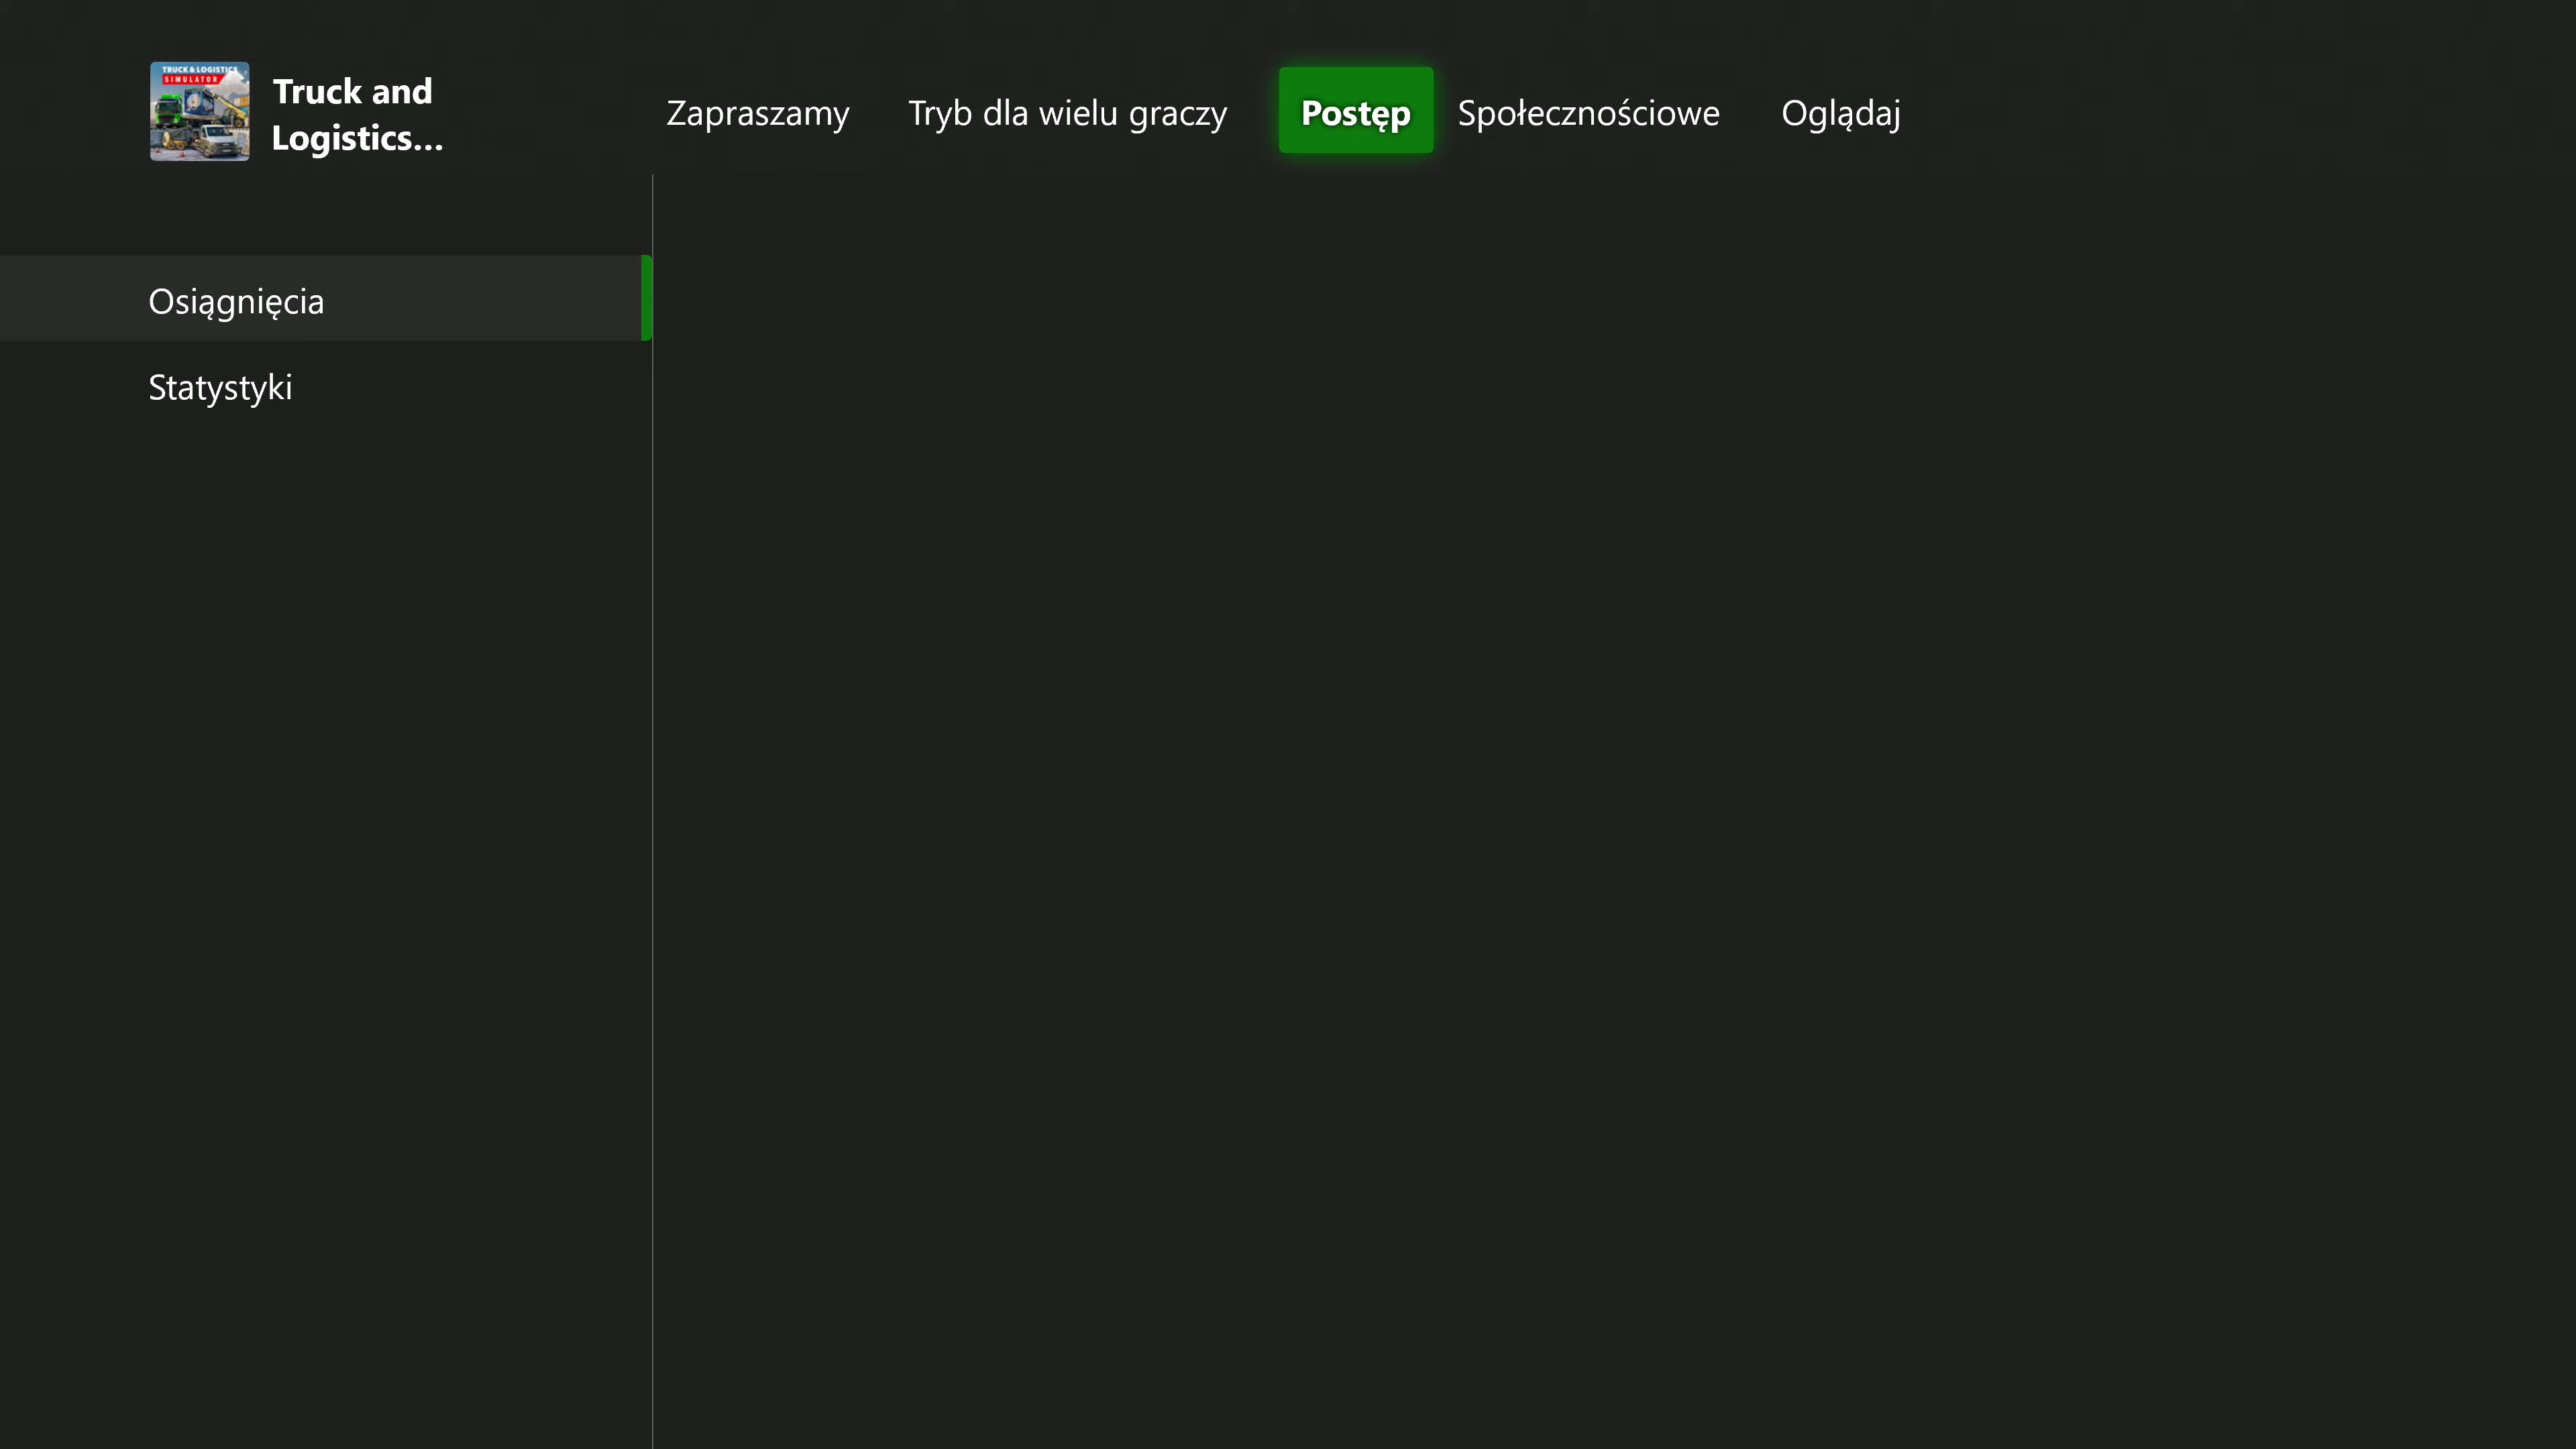 TRUCK & LOGISTICS
SIMULATOR
Truck and
Logistics...
Zapraszamy
Tryb dla wielu graczy
Postęp
Społecznościowe
Oglądaj
Osiągnięcia
Statystyki